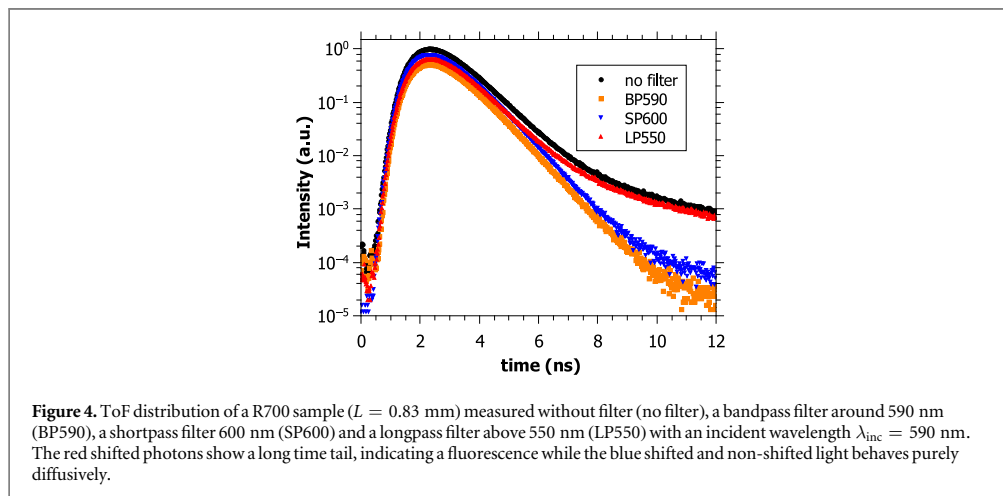 no filter
BP590
SP600
LP550
Intensity (a.u.)
10⁰
10⁻¹
10⁻²
10⁻³
10⁻⁴
10⁻⁵
0 2 4 6 8 10 12
time (ns)
Figure 4. ToF distribution of a R700 sample (L = 0.83 mm) measured without filter (no filter), a bandpass filter around 590 nm
(BP590), a shortpass filter 600 nm (SP600) and a longpass filter above 550 nm (LP550) with an incident wavelength λinc = 590 nm.
The red shifted photons show a long time tail, indicating a fluorescence while the blue shifted and non-shifted light behaves purely
diffusively.